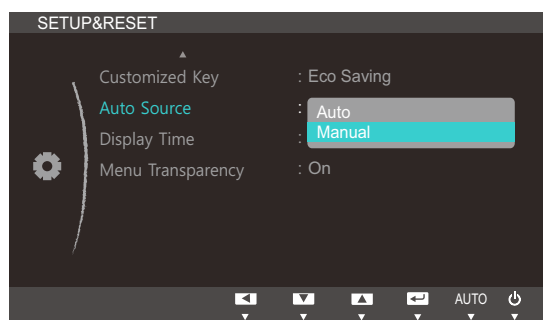 SETUP&RESET
Customized Key : Eco Saving
Auto Source : Auto
Manual
Display Time :
Menu Transparency : On
AUTO